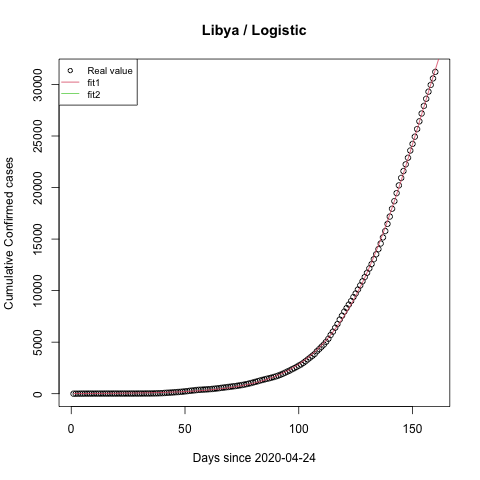 Libya / Logistic
Real value
fit1
fit2
Cumulative Confirmed cases
0
5000
10000
15000
20000
25000
30000
0
50
100
150
Days since 2020-04-24